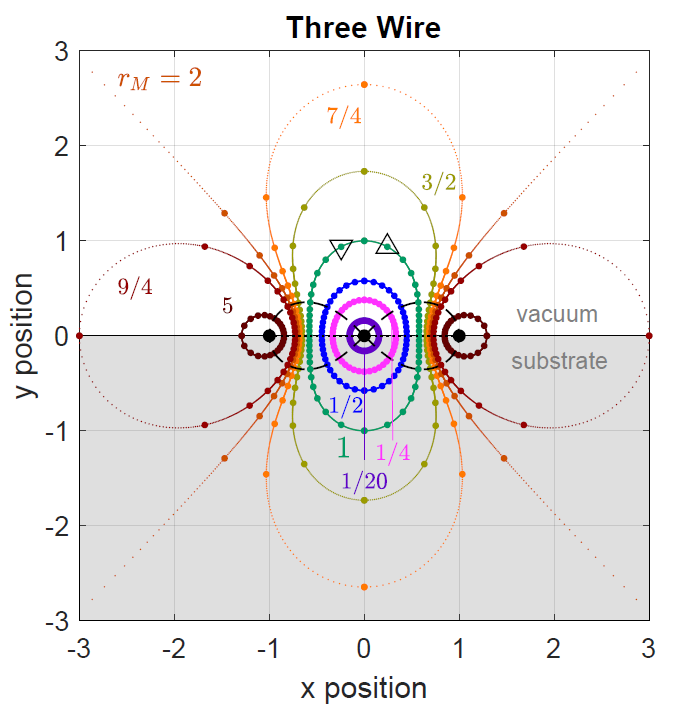 Three Wire
3
r_M = 2
7/4
2
3/2
1
9/4
5
vacuum
0
substrate
y position
1/2
1
1/4
-1
1/20
-2
-3
-3 -2 -1 0 1 2 3
x position